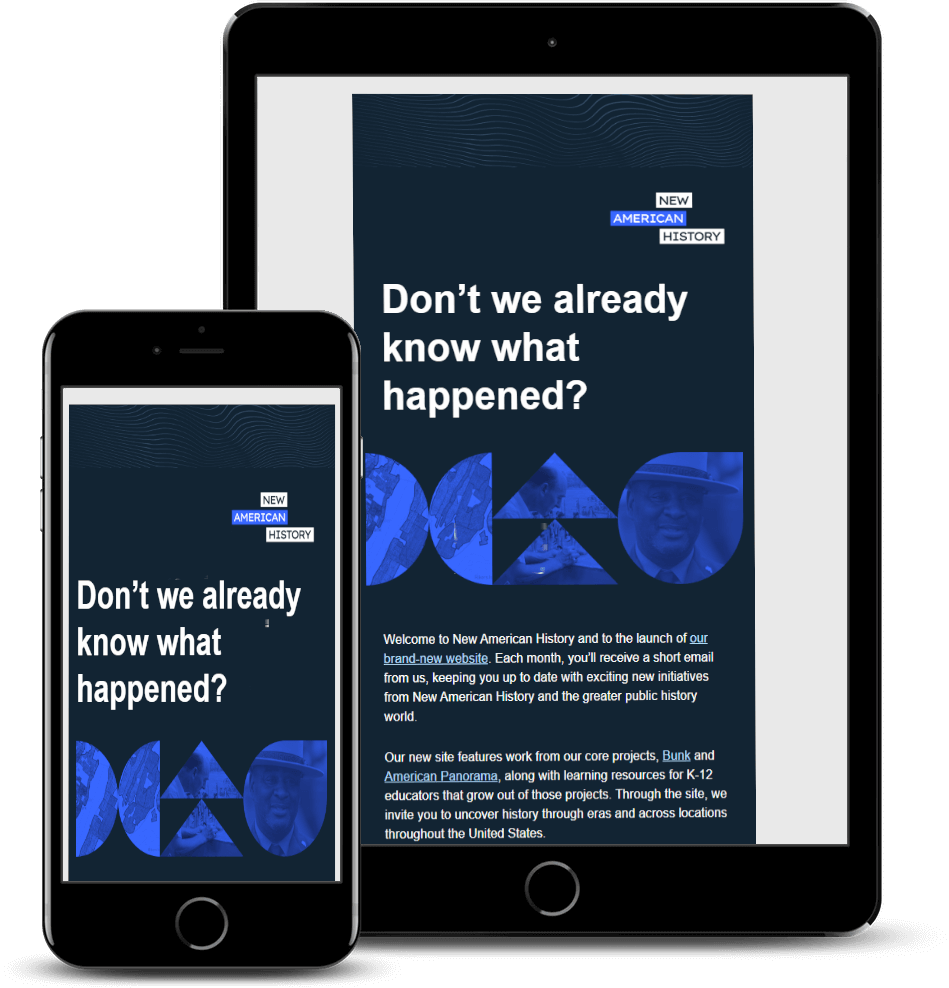 NEW
AMERICAN
HISTORY
Don’t we already
know what
happened?
Welcome to New American History and to the launch of our
brand-new website. Each month, you’ll receive a short email
from us, keeping you up to date with exciting new initiatives
from New American History and the greater public history
world.
Our new site features work from our core projects, Bunk and
American Panorama, along with learning resources for K-12
educators that grow out of those projects. Through the site, we
invite you to uncover history through eras and across locations
throughout the United States.
NEW
AMERICAN
HISTORY
Don’t we already
know what
happened?